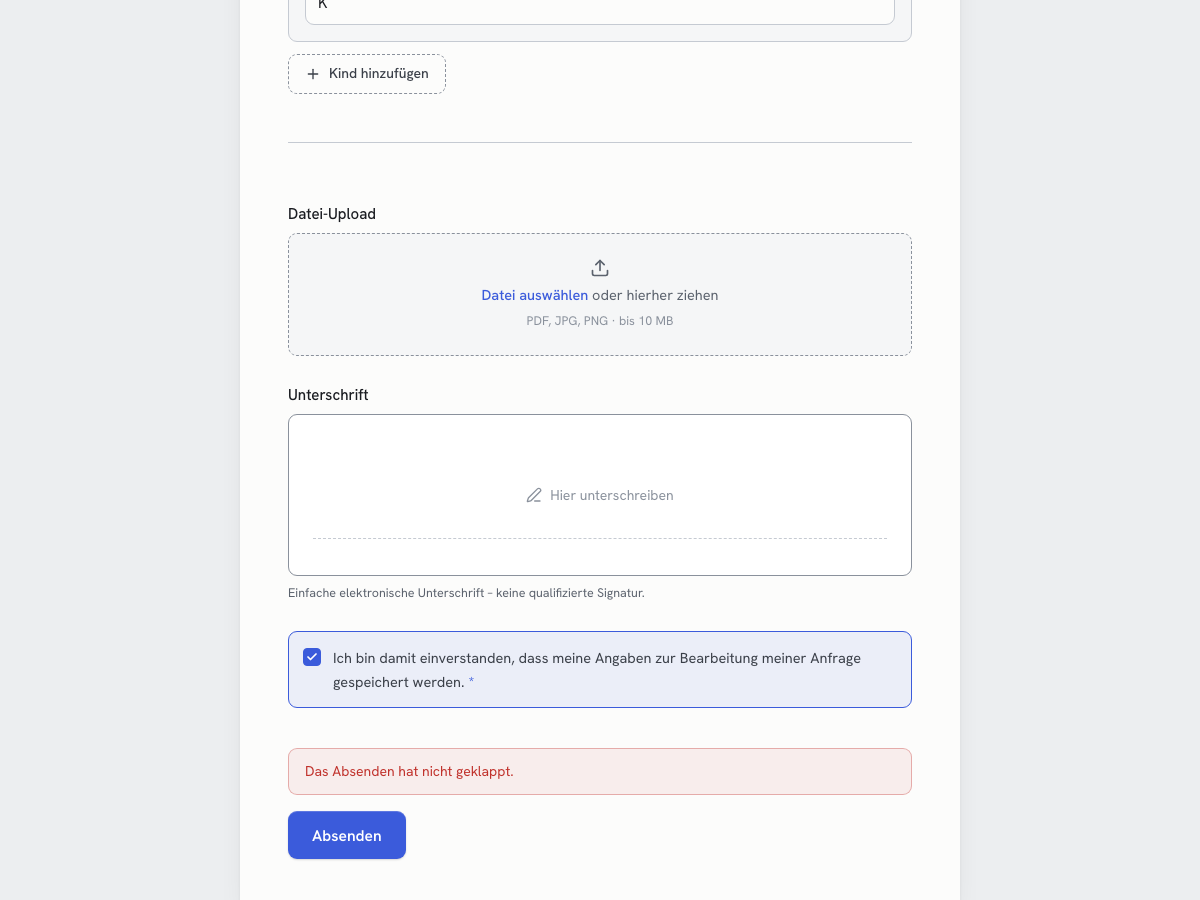 K
Kind hinzufügen
Datei-Upload
Datei auswählen oder hierher ziehen
PDF, JPG, PNG · bis 10 MB
Unterschrift
Hier unterschreiben
Einfache elektronische Unterschrift – keine qualifizierte Signatur.
Ich bin damit einverstanden, dass meine Angaben zur Bearbeitung meiner Anfrage
gespeichert werden. *
Das Absenden hat nicht geklappt.
Absenden